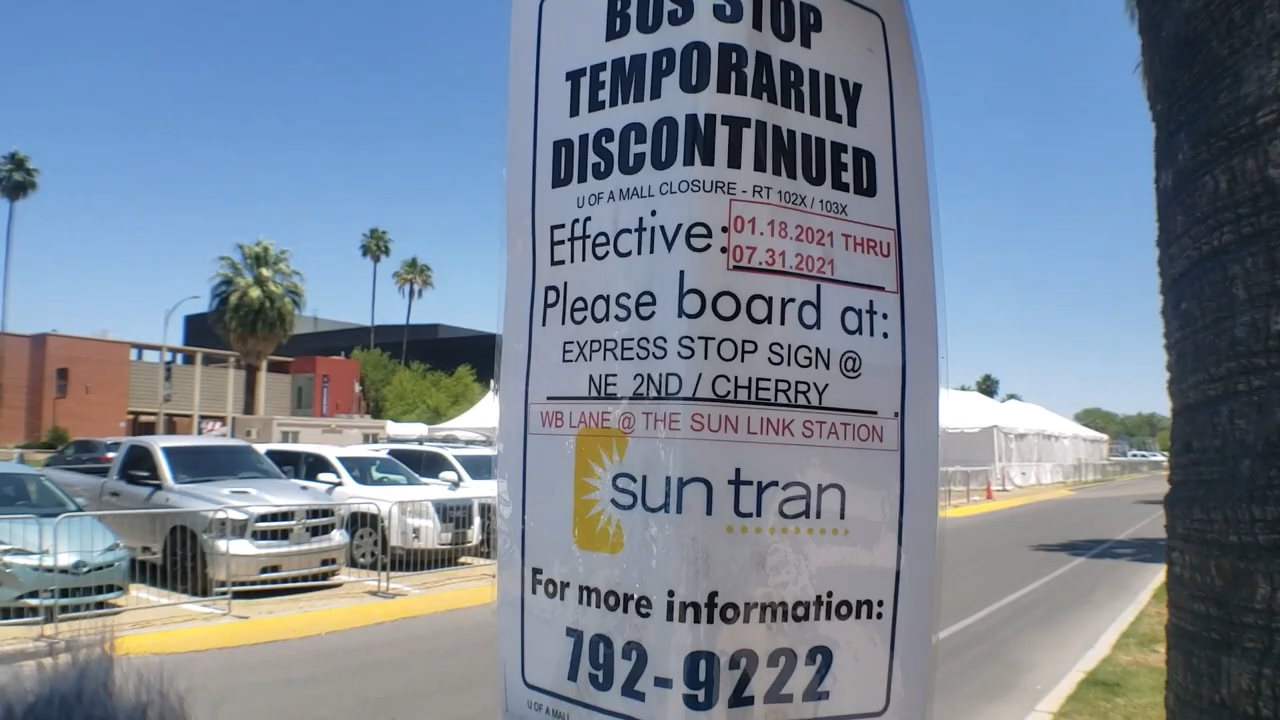 BUS STOP
TEMPORARILY
DISCONTINUED
U OF A MALL CLOSURE - RT 102X / 103X
Effective: 01.18.2021 THRU
07.31.2021
Please board at:
EXPRESS STOP SIGN @
NE 2ND / CHERRY
WB LANE @ THE SUN LINK STATION
sun tran
For more information:
792-9222
U OF A MALL